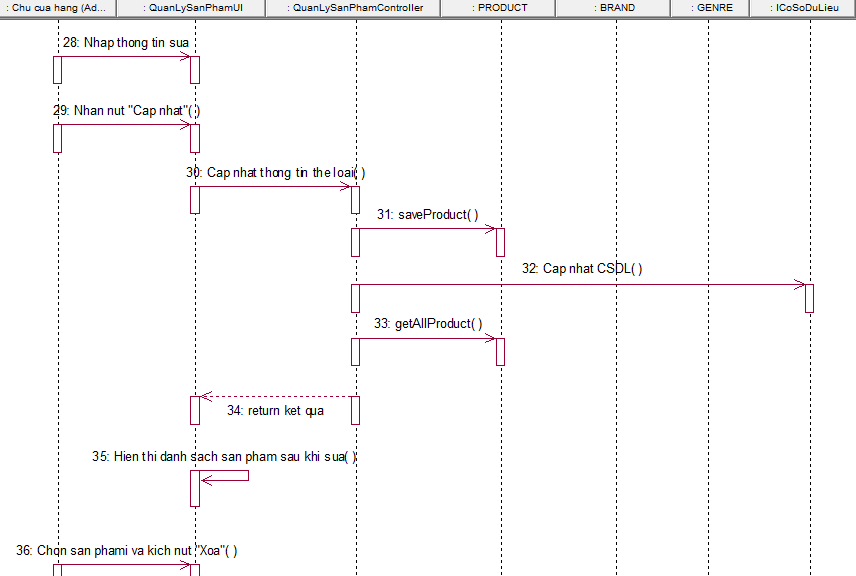 : Chu cua hang (Ad...
: QuanLySanPhamUI
: QuanLySanPhamController
: PRODUCT
: BRAND
: GENRE
: ICoSoDuLieu
28: Nhap thong tin sua
29: Nhan nut "Cap nhat"( )
30: Cap nhat thong tin the loai( )
31: saveProduct( )
32: Cap nhat CSDL( )
33: getAllProduct( )
34: return ket qua
35: Hien thi danh sach san pham sau khi sua( )
36: Chon san phami va kich nut "Xoa"( )